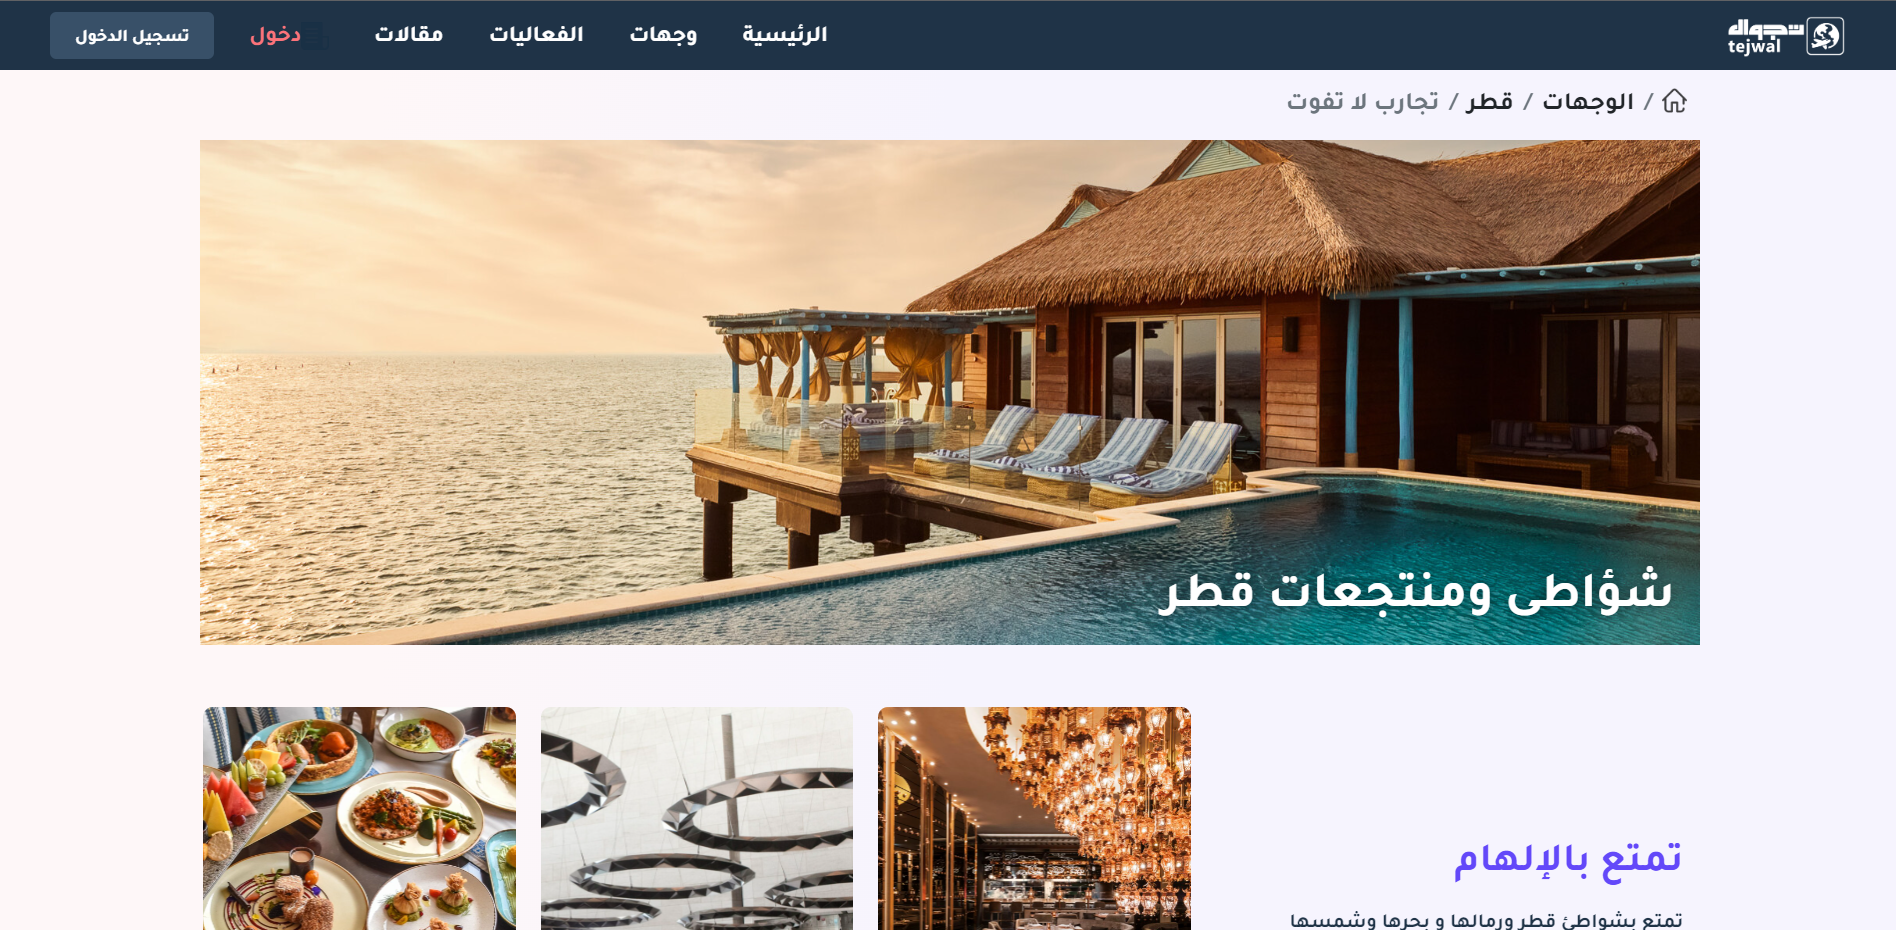 تجوال
tejwal
الرئيسية
وجهات
الفعاليات
مقالات
دخول
تسجيل الدخول
/ الوجهات / قطر / تجارب لا تفوت
شؤاطى ومنتجعات قطر
تمتع بالإلهام
تمتع بشواطئ قطر ورمالها و بحرها وشمسها